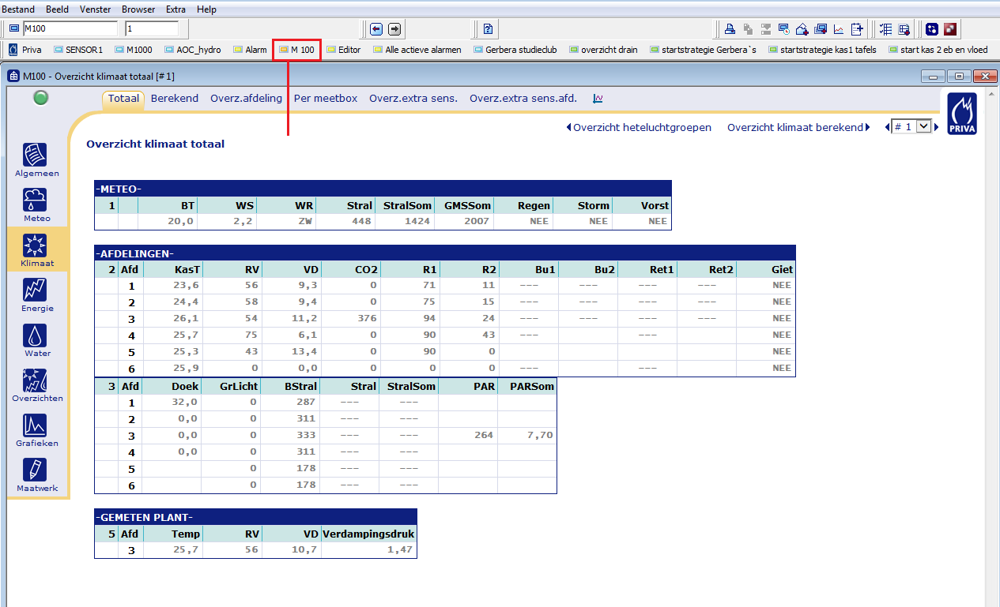 Bestand Beeld Venster Browser Extra Help
M100 1
Priva SENSOR1 M1000 AOC_hydro Alarm M 100 Editor Alle actieve alarmen Gerbera studieclub overzicht drain startstrategie Gerbera`s startstrategie kas1 tafels start kas 2 eb en vloed
M100 - Overzicht klimaat totaal [#1]
Totaal Berekend Overz.afdeling Per meetbox Overz.extra sens. Overz.extra sens.afd.
Overzicht heteluchtgroepen Overzicht klimaat berekend # 1
PRIVA
Overzicht klimaat totaal
Algemeen
Meteo
Klimaat
Energie
Water
Overzichten
Grafieken
Maatwerk
-METEO-
1 BT WS WR Stral StralSom GMSSom Regen Storm Vorst
20,0 2,2 ZW 448 1424 2007 NEE NEE NEE
-AFDELINGEN-
2 Afd KasT RV VD CO2 R1 R2 Bu1 Bu2 Ret1 Ret2 Giet
1 23,6 56 9,3 0 71 11 --- --- --- --- NEE
2 24,4 58 9,4 0 75 15 --- --- --- --- NEE
3 26,1 54 11,2 376 94 24 --- --- --- --- NEE
4 25,7 75 6,1 0 90 43 --- --- NEE
5 25,3 43 13,4 0 90 0 NEE
6 25,9 0 0,0 0 0 0 --- --- NEE
3 Afd Doek GrLicht BStral Stral StralSom PAR PARSom
1 32,0 0 287 --- ---
2 0,0 0 311 --- ---
3 0,0 0 333 --- --- 264 7,70
4 0,0 0 311 --- ---
5 0 178 --- ---
6 0 178 --- ---
-GEMETEN PLANT-
5 Afd Temp RV VD Verdampingsdruk
3 25,7 56 10,7 1,47